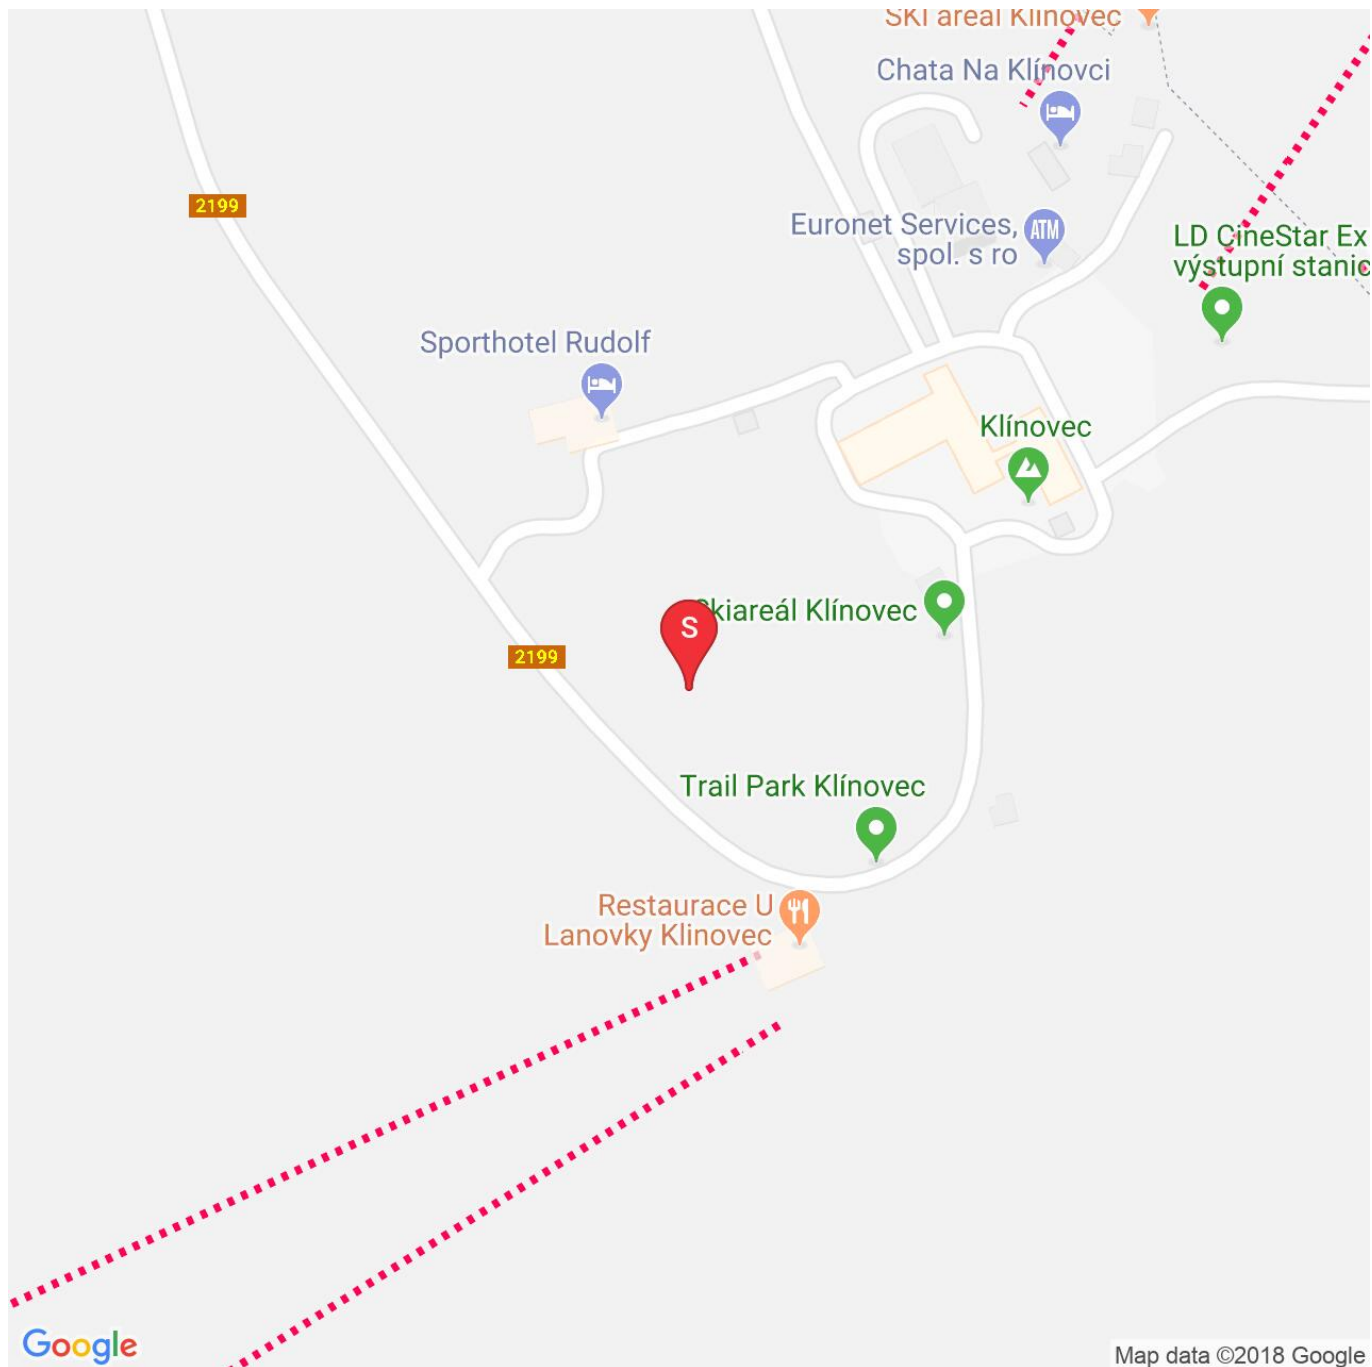 SKI areál Klínovec
Chata Na Klínovci
2199
Euronet Services,
spol. s ro
ATM
LD CineStar Ex
výstupní stanic
Sporthotel Rudolf
Klínovec
Skiareál Klínovec
S
2199
Trail Park Klínovec
Restaurace U
Lanovky Klinovec
Google
Map data ©2018 Google